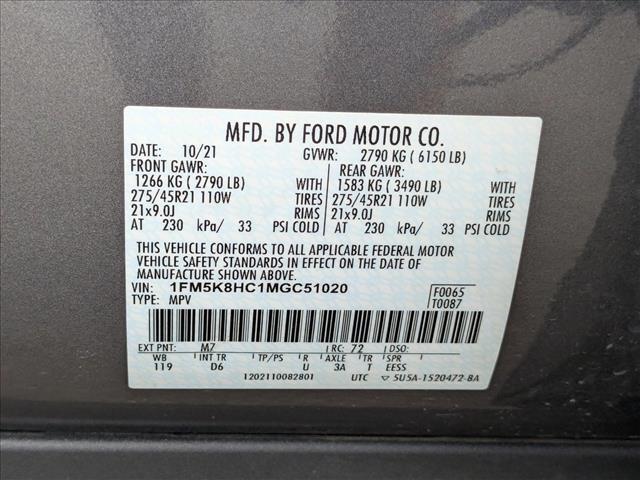 MFD. BY FORD MOTOR CO.
DATE: 10/21 GVWR: 2790 KG ( 6150 LB)
FRONT GAWR: REAR GAWR:
1266 KG ( 2790 LB) WITH 1583 KG ( 3490 LB) WITH
275/45R21 110W TIRES 275/45R21 110W TIRES
21x9.0J RIMS 21x9.0J RIMS
AT 230 kPa/ 33 PSI COLD AT 230 kPa/ 33 PSI COLD
THIS VEHICLE CONFORMS TO ALL APPLICABLE FEDERAL MOTOR
VEHICLE SAFETY STANDARDS IN EFFECT ON THE DATE OF
MANUFACTURE SHOWN ABOVE.
VIN: 1FM5K8HC1MGC51020 F0065
TYPE: MPV T0087
EXT PNT: M7 RC: 72 DSO:
WB INT TR TP/PS R AXLE TR SPR
119 D6 U 3A T EESS
1202110082801 UTC ▽ 5U5A-1520472-BA